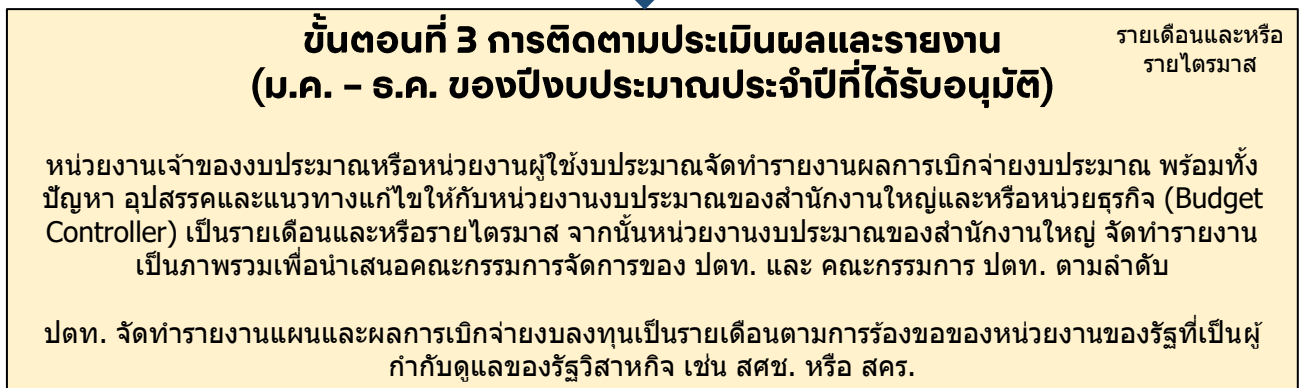 ขั้นตอนที่ 3 การติดตามประเมินผลและรายงาน
(ม.ค. – ธ.ค. ของปีงบประมาณประจำปีที่ได้รับอนุมัติ)
รายเดือนและหรือ
รายไตรมาส
หน่วยงานเจ้าของงบประมาณหรือหน่วยงานผู้ใช้งบประมาณจัดทำรายงานผลการเบิกจ่ายงบประมาณ พร้อมทั้ง
ปัญหา อุปสรรคและแนวทางแก้ไขให้กับหน่วยงานงบประมาณของสำนักงานใหญ่และหรือหน่วยธุรกิจ (Budget
Controller) เป็นรายเดือนและหรือรายไตรมาส จากนั้นหน่วยงานงบประมาณของสำนักงานใหญ่ จัดทำรายงาน
เป็นภาพรวมเพื่อนำเสนอคณะกรรมการจัดการของ ปตท. และ คณะกรรมการ ปตท. ตามลำดับ
ปตท. จัดทำรายงานแผนและผลการเบิกจ่ายงบลงทุนเป็นรายเดือนตามการร้องขอของหน่วยงานของรัฐที่เป็นผู้
กำกับดูแลของรัฐวิสาหกิจ เช่น สศช. หรือ สคร.